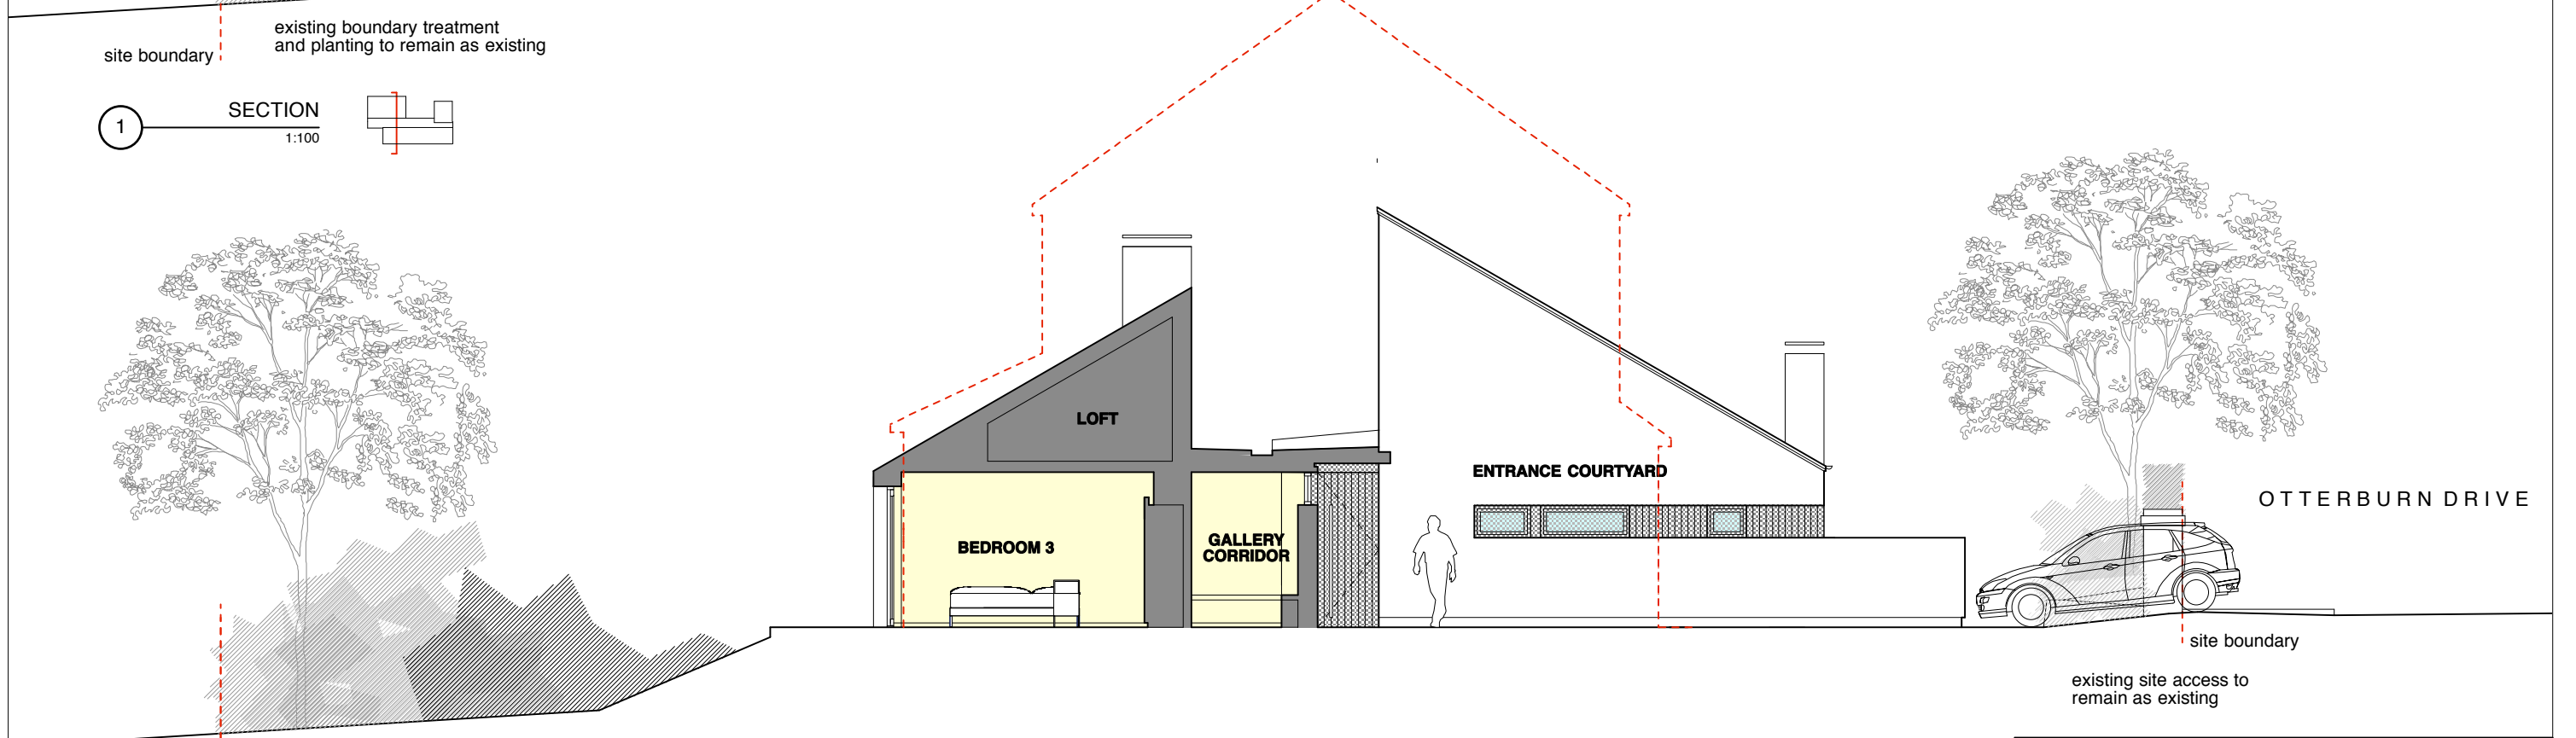 existing boundary treatment
and planting to remain as existing
site boundary
1
SECTION
1:100
LOFT
ENTRANCE COURTYARD
OTTERBURN DRIVE
BEDROOM 3
GALLERY
CORRIDOR
site boundary
existing site access to
remain as existing